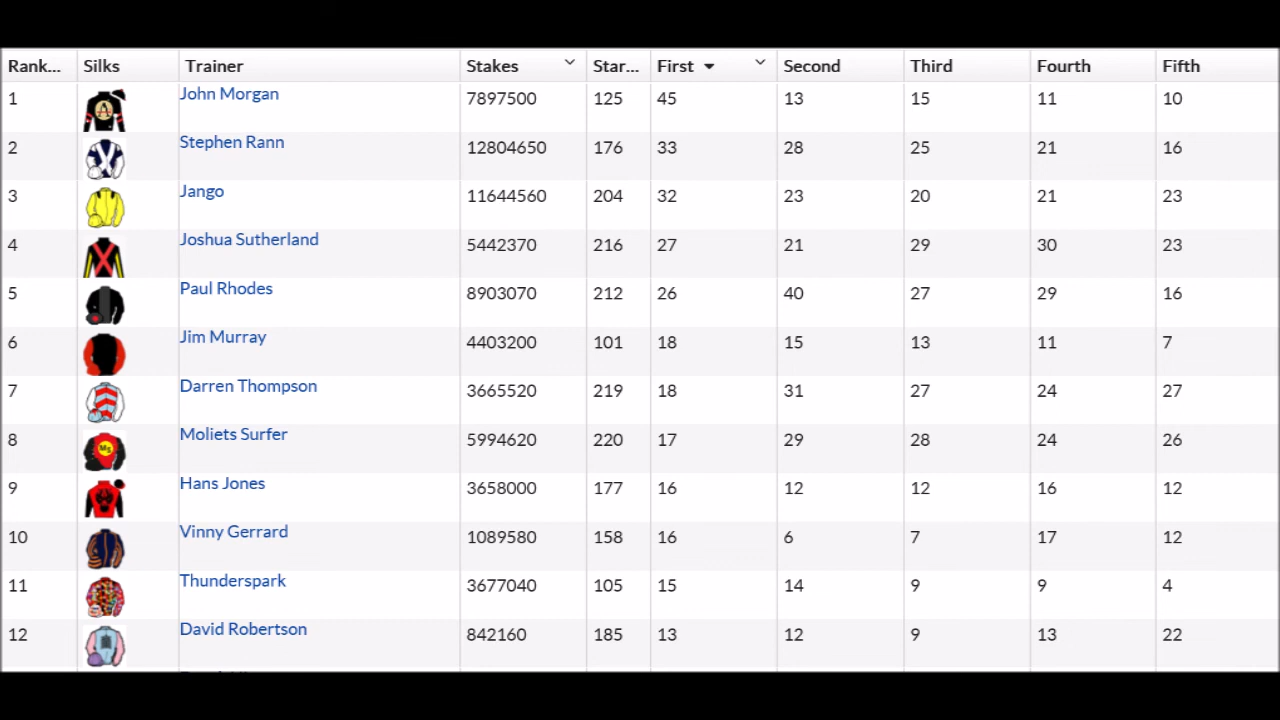 Rank... Silks Trainer Stakes Star... First Second Third Fourth Fifth
1 John Morgan 7897500 125 45 13 15 11 10
2 Stephen Rann 12804650 176 33 28 25 21 16
3 Jango 11644560 204 32 23 20 21 23
4 Joshua Sutherland 5442370 216 27 21 29 30 23
5 Paul Rhodes 8903070 212 26 40 27 29 16
6 Jim Murray 4403200 101 18 15 13 11 7
7 Darren Thompson 3665520 219 18 31 27 24 27
8 Moliets Surfer 5994620 220 17 29 28 24 26
9 Hans Jones 3658000 177 16 12 12 16 12
10 Vinny Gerrard 1089580 158 16 6 7 17 12
11 Thunderspark 3677040 105 15 14 9 9 4
12 David Robertson 842160 185 13 12 9 13 22